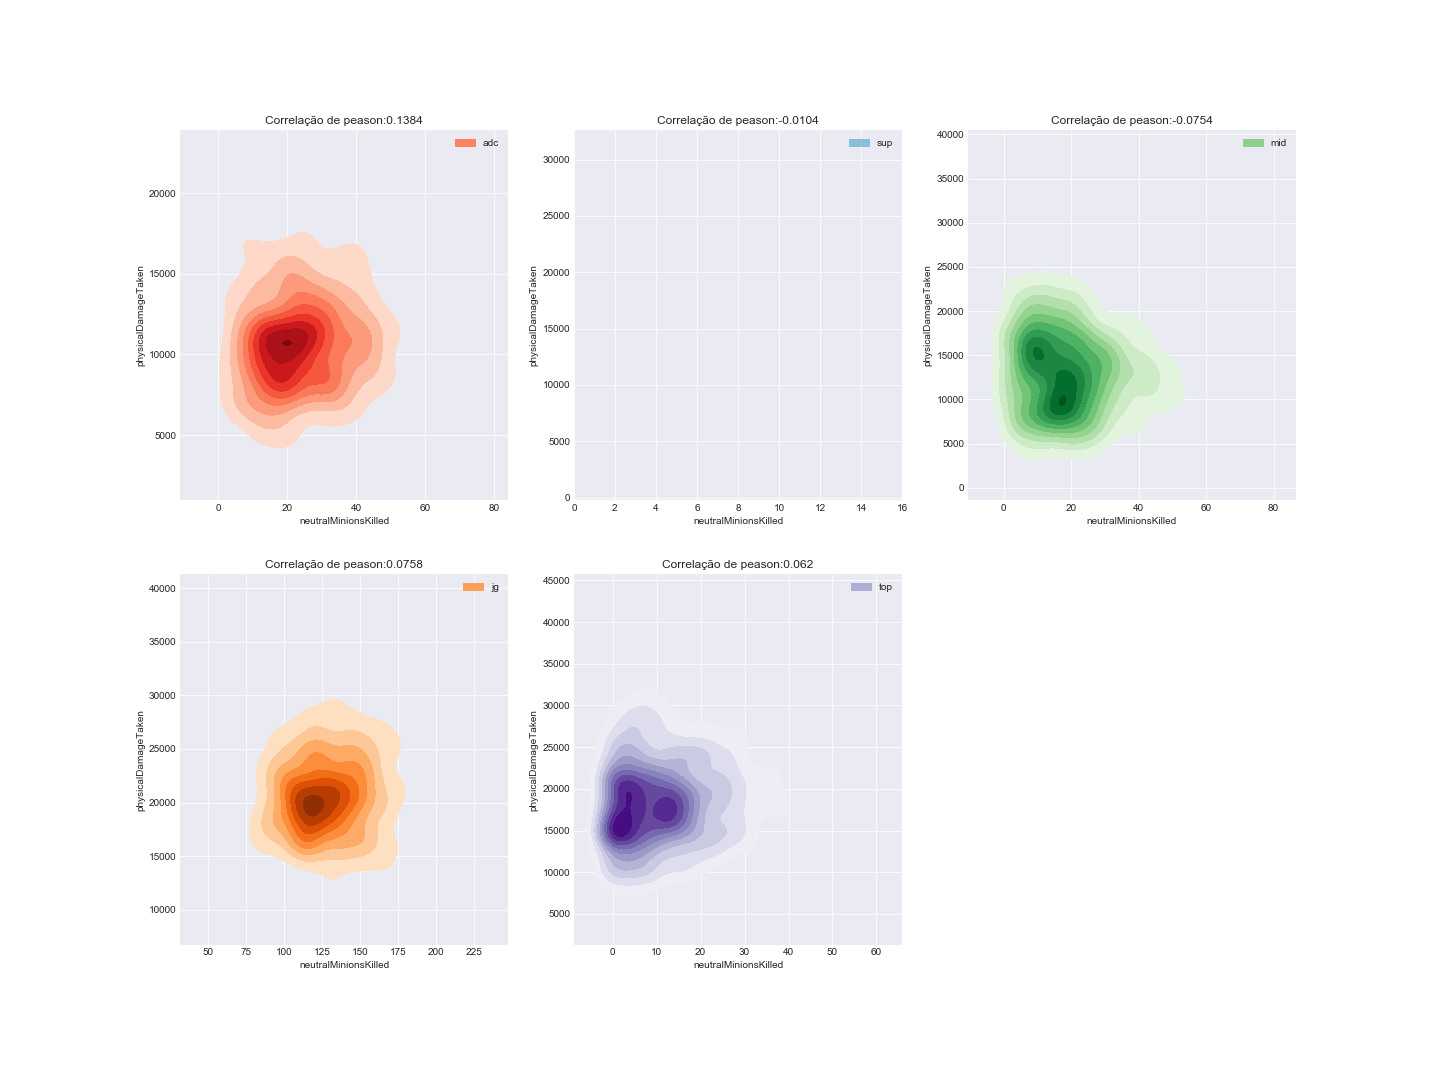 Correlação de peason:0.1384
adc
20000
15000
10000
5000
physicalDamageTaken
0 20 40 60 80
neutralMinionsKilled
Correlação de peason:-0.0104
sup
30000
25000
20000
15000
10000
5000
0
physicalDamageTaken
0 2 4 6 8 10 12 14 16
neutralMinionsKilled
Correlação de peason:-0.0754
mid
40000
35000
30000
25000
20000
15000
10000
5000
0
physicalDamageTaken
0 20 40 60 80
neutralMinionsKilled
Correlação de peason:0.0758
jg
40000
35000
30000
25000
20000
15000
10000
physicalDamageTaken
50 75 100 125 150 175 200 225
neutralMinionsKilled
Correlação de peason:0.062
top
45000
40000
35000
30000
25000
20000
15000
10000
5000
physicalDamageTaken
0 10 20 30 40 50 60
neutralMinionsKilled